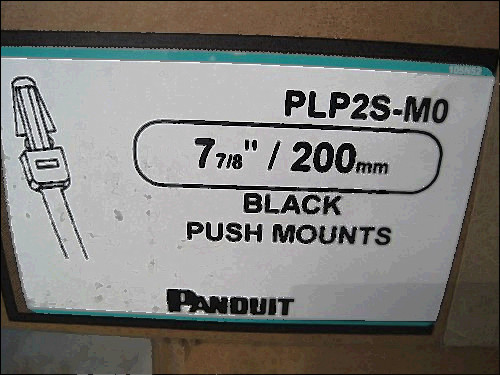 PLP2S-M0
7 7/8" / 200mm
BLACK
PUSH MOUNTS
PANDUIT